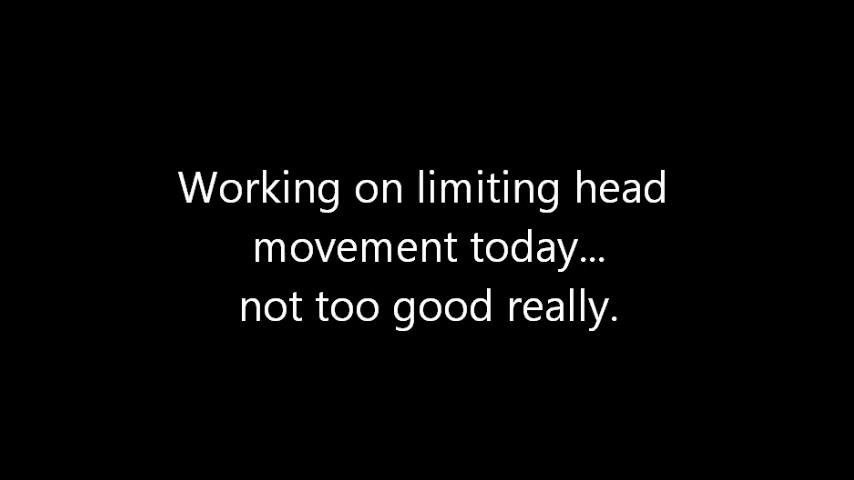 Working on limiting head
movement today...
not too good really.